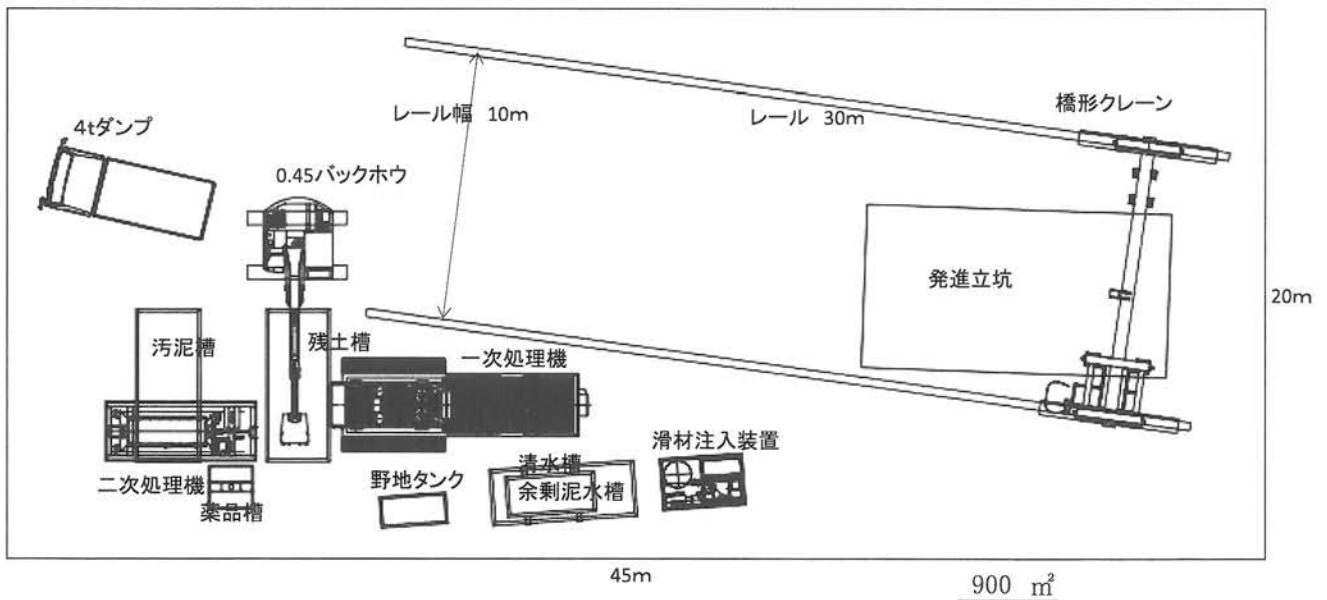 4tダンプ
0.45バックホウ
レール幅 10m
レール 30m
橋形クレーン
発進立坑
20m
汚泥槽
残土槽
一次処理機
二次処理機
薬品槽
野地タンク
清水槽
余剰泥水槽
滑材注入装置
45m
900 ㎡